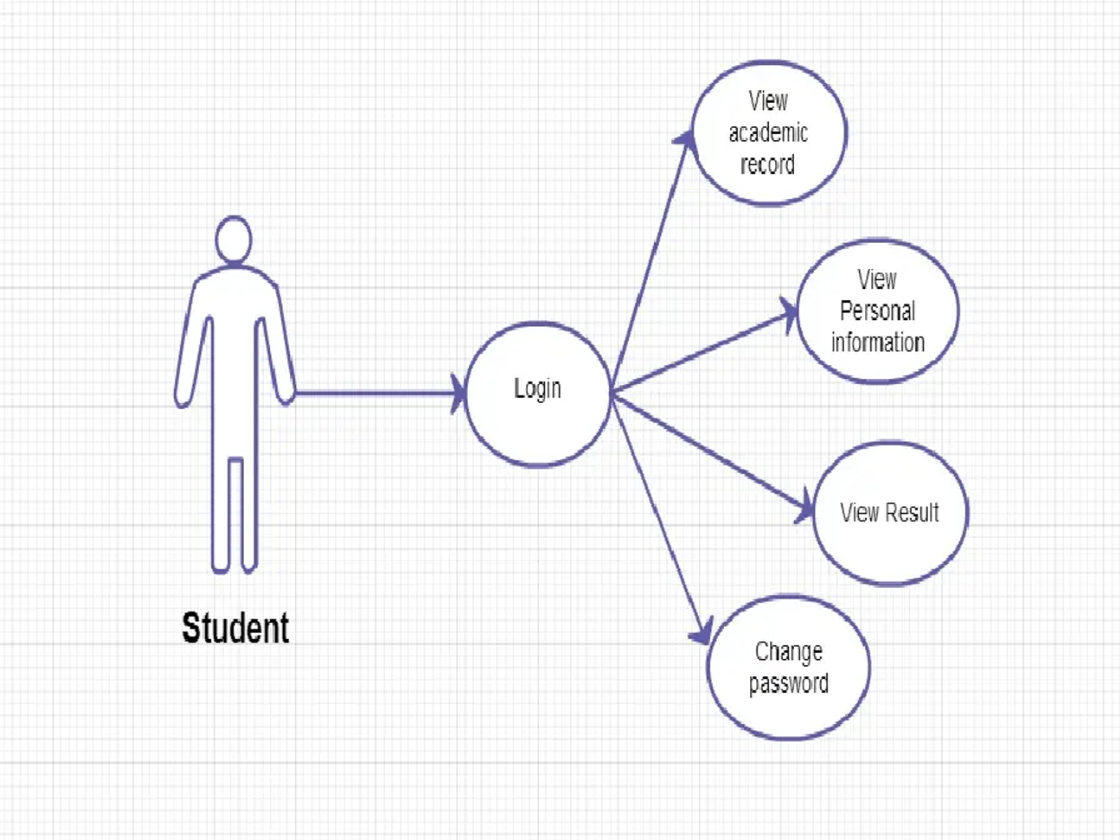 View
academic
record
View
Personal
information
Login
View Result
Student
Change
password